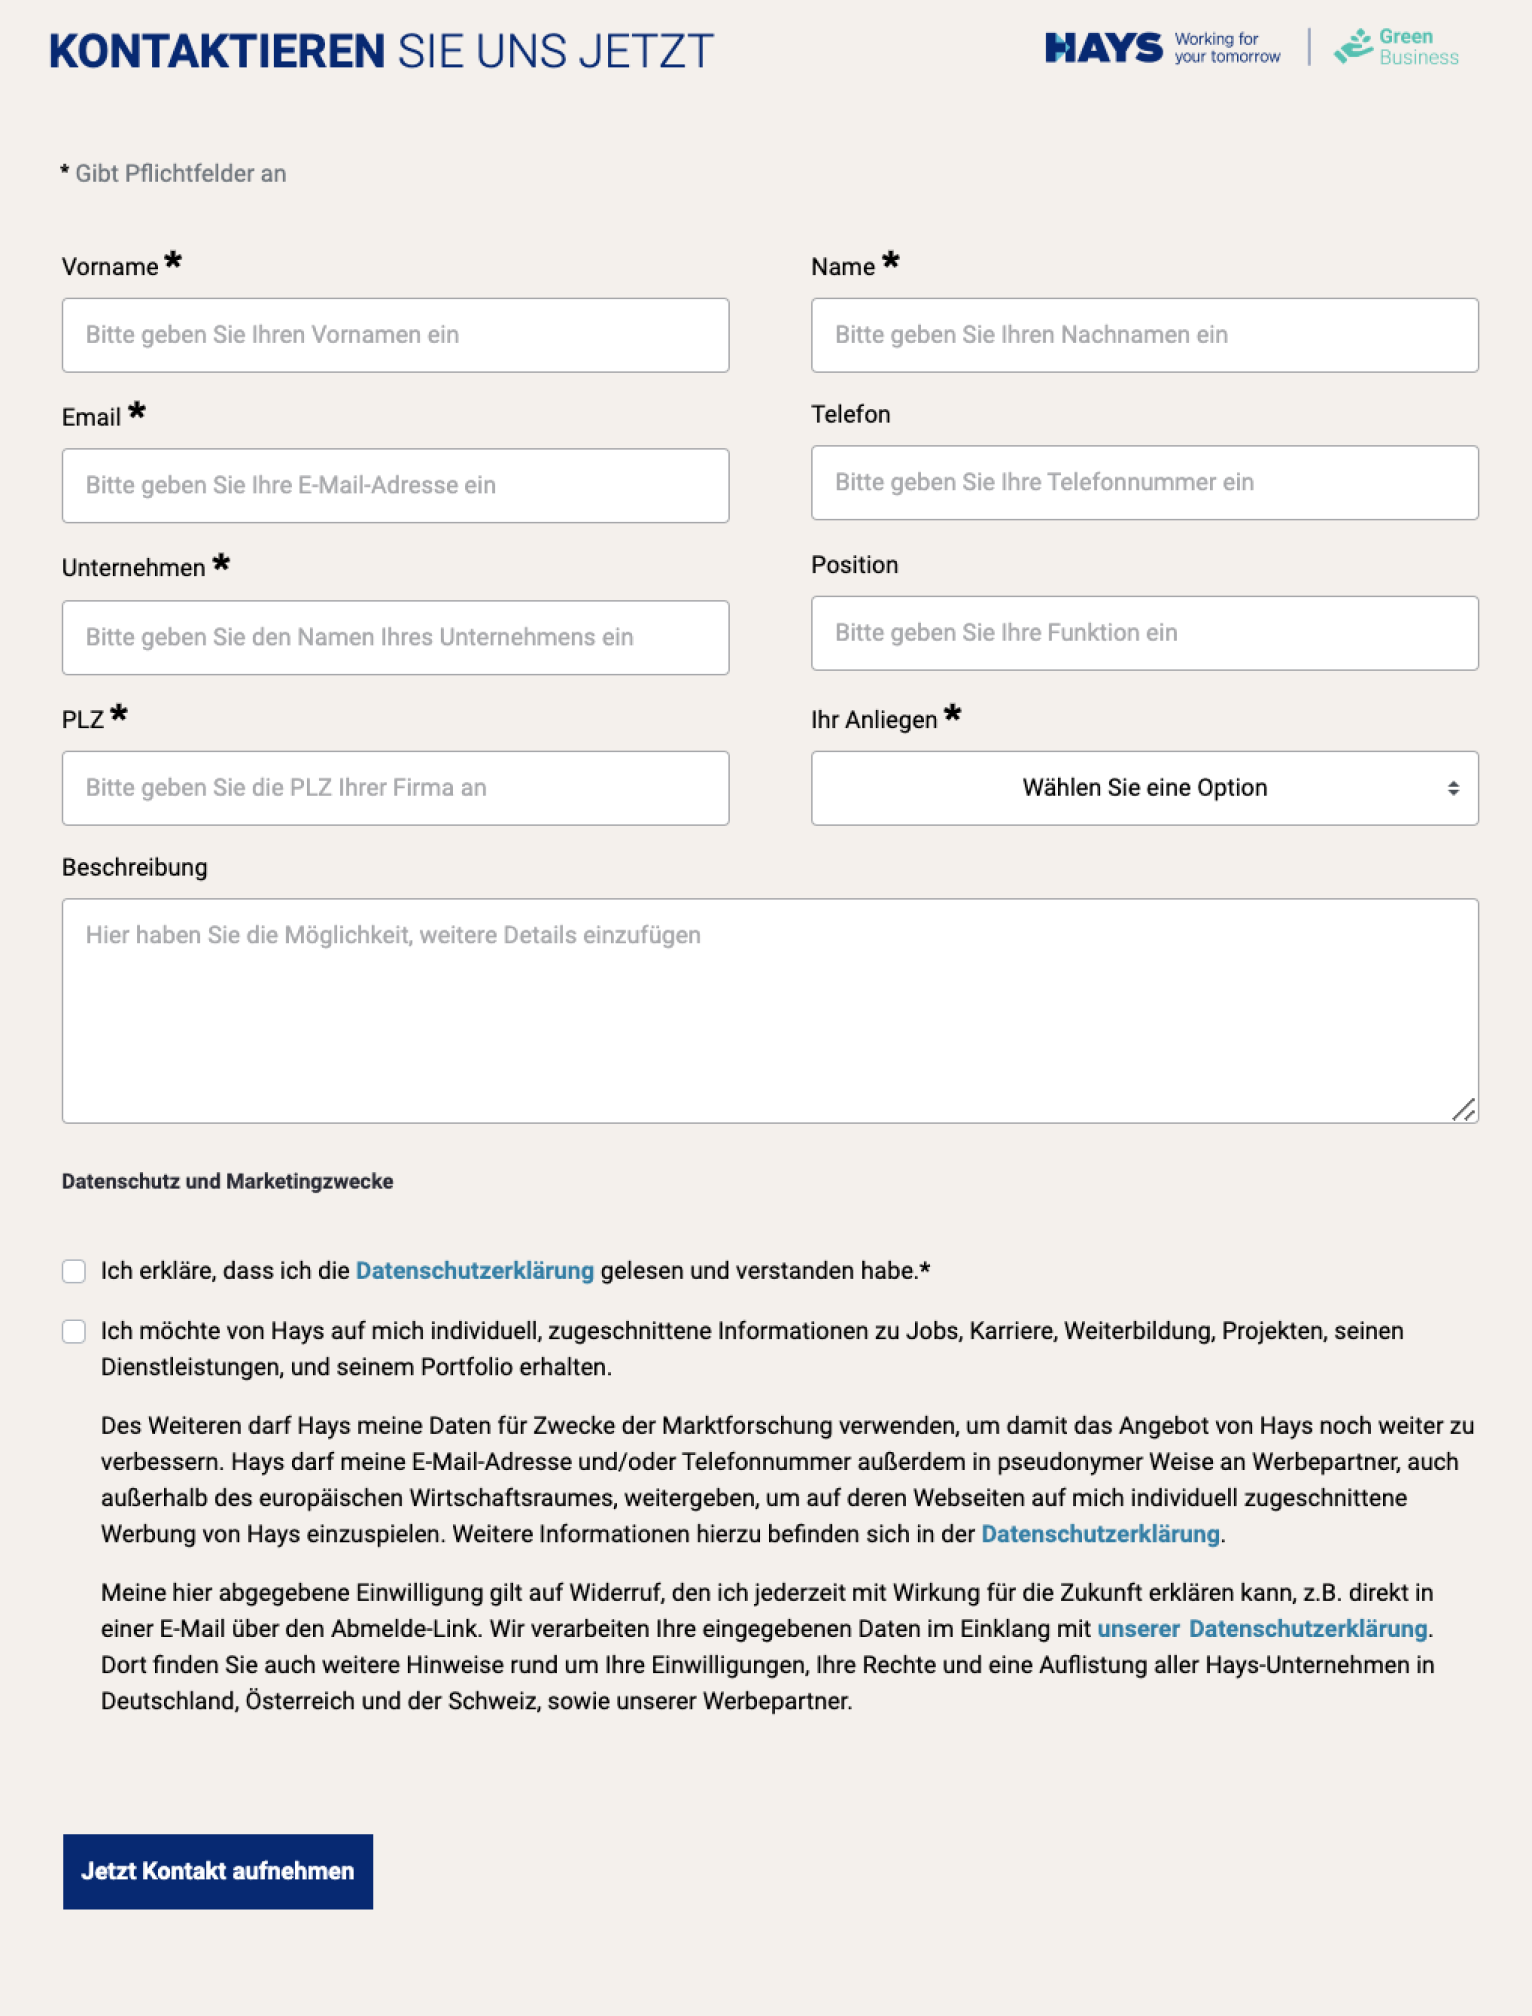 KONTAKTIEREN SIE UNS JETZT
HAYS Working for
your tomorrow
Green
Business
* Gibt Pflichtfelder an
Vorname *
Name *
Bitte geben Sie Ihren Vornamen ein
Bitte geben Sie Ihren Nachnamen ein
Email *
Telefon
Bitte geben Sie Ihre E-Mail-Adresse ein
Bitte geben Sie Ihre Telefonnummer ein
Unternehmen *
Position
Bitte geben Sie den Namen Ihres Unternehmens ein
Bitte geben Sie Ihre Funktion ein
PLZ *
Ihr Anliegen *
Bitte geben Sie die PLZ Ihrer Firma an
Wählen Sie eine Option
Beschreibung
Hier haben Sie die Möglichkeit, weitere Details einzufügen
Datenschutz und Marketingzwecke
Ich erkläre, dass ich die Datenschutzerklärung gelesen und verstanden habe.*
Ich möchte von Hays auf mich individuell, zugeschnittene Informationen zu Jobs, Karriere, Weiterbildung, Projekten, seinen
Dienstleistungen, und seinem Portfolio erhalten.
Des Weiteren darf Hays meine Daten für Zwecke der Marktforschung verwenden, um damit das Angebot von Hays noch weiter zu
verbessern. Hays darf meine E-Mail-Adresse und/oder Telefonnummer außerdem in pseudonymer Weise an Werbepartner, auch
außerhalb des europäischen Wirtschaftsraumes, weitergeben, um auf deren Webseiten auf mich individuell zugeschnittene
Werbung von Hays einzuspielen. Weitere Informationen hierzu befinden sich in der Datenschutzerklärung.
Meine hier abgegebene Einwilligung gilt auf Widerruf, den ich jederzeit mit Wirkung für die Zukunft erklären kann, z.B. direkt in
einer E-Mail über den Abmelde-Link. Wir verarbeiten Ihre eingegebenen Daten im Einklang mit unserer Datenschutzerklärung.
Dort finden Sie auch weitere Hinweise rund um Ihre Einwilligungen, Ihre Rechte und eine Auflistung aller Hays-Unternehmen in
Deutschland, Österreich und der Schweiz, sowie unserer Werbepartner.
Jetzt Kontakt aufnehmen